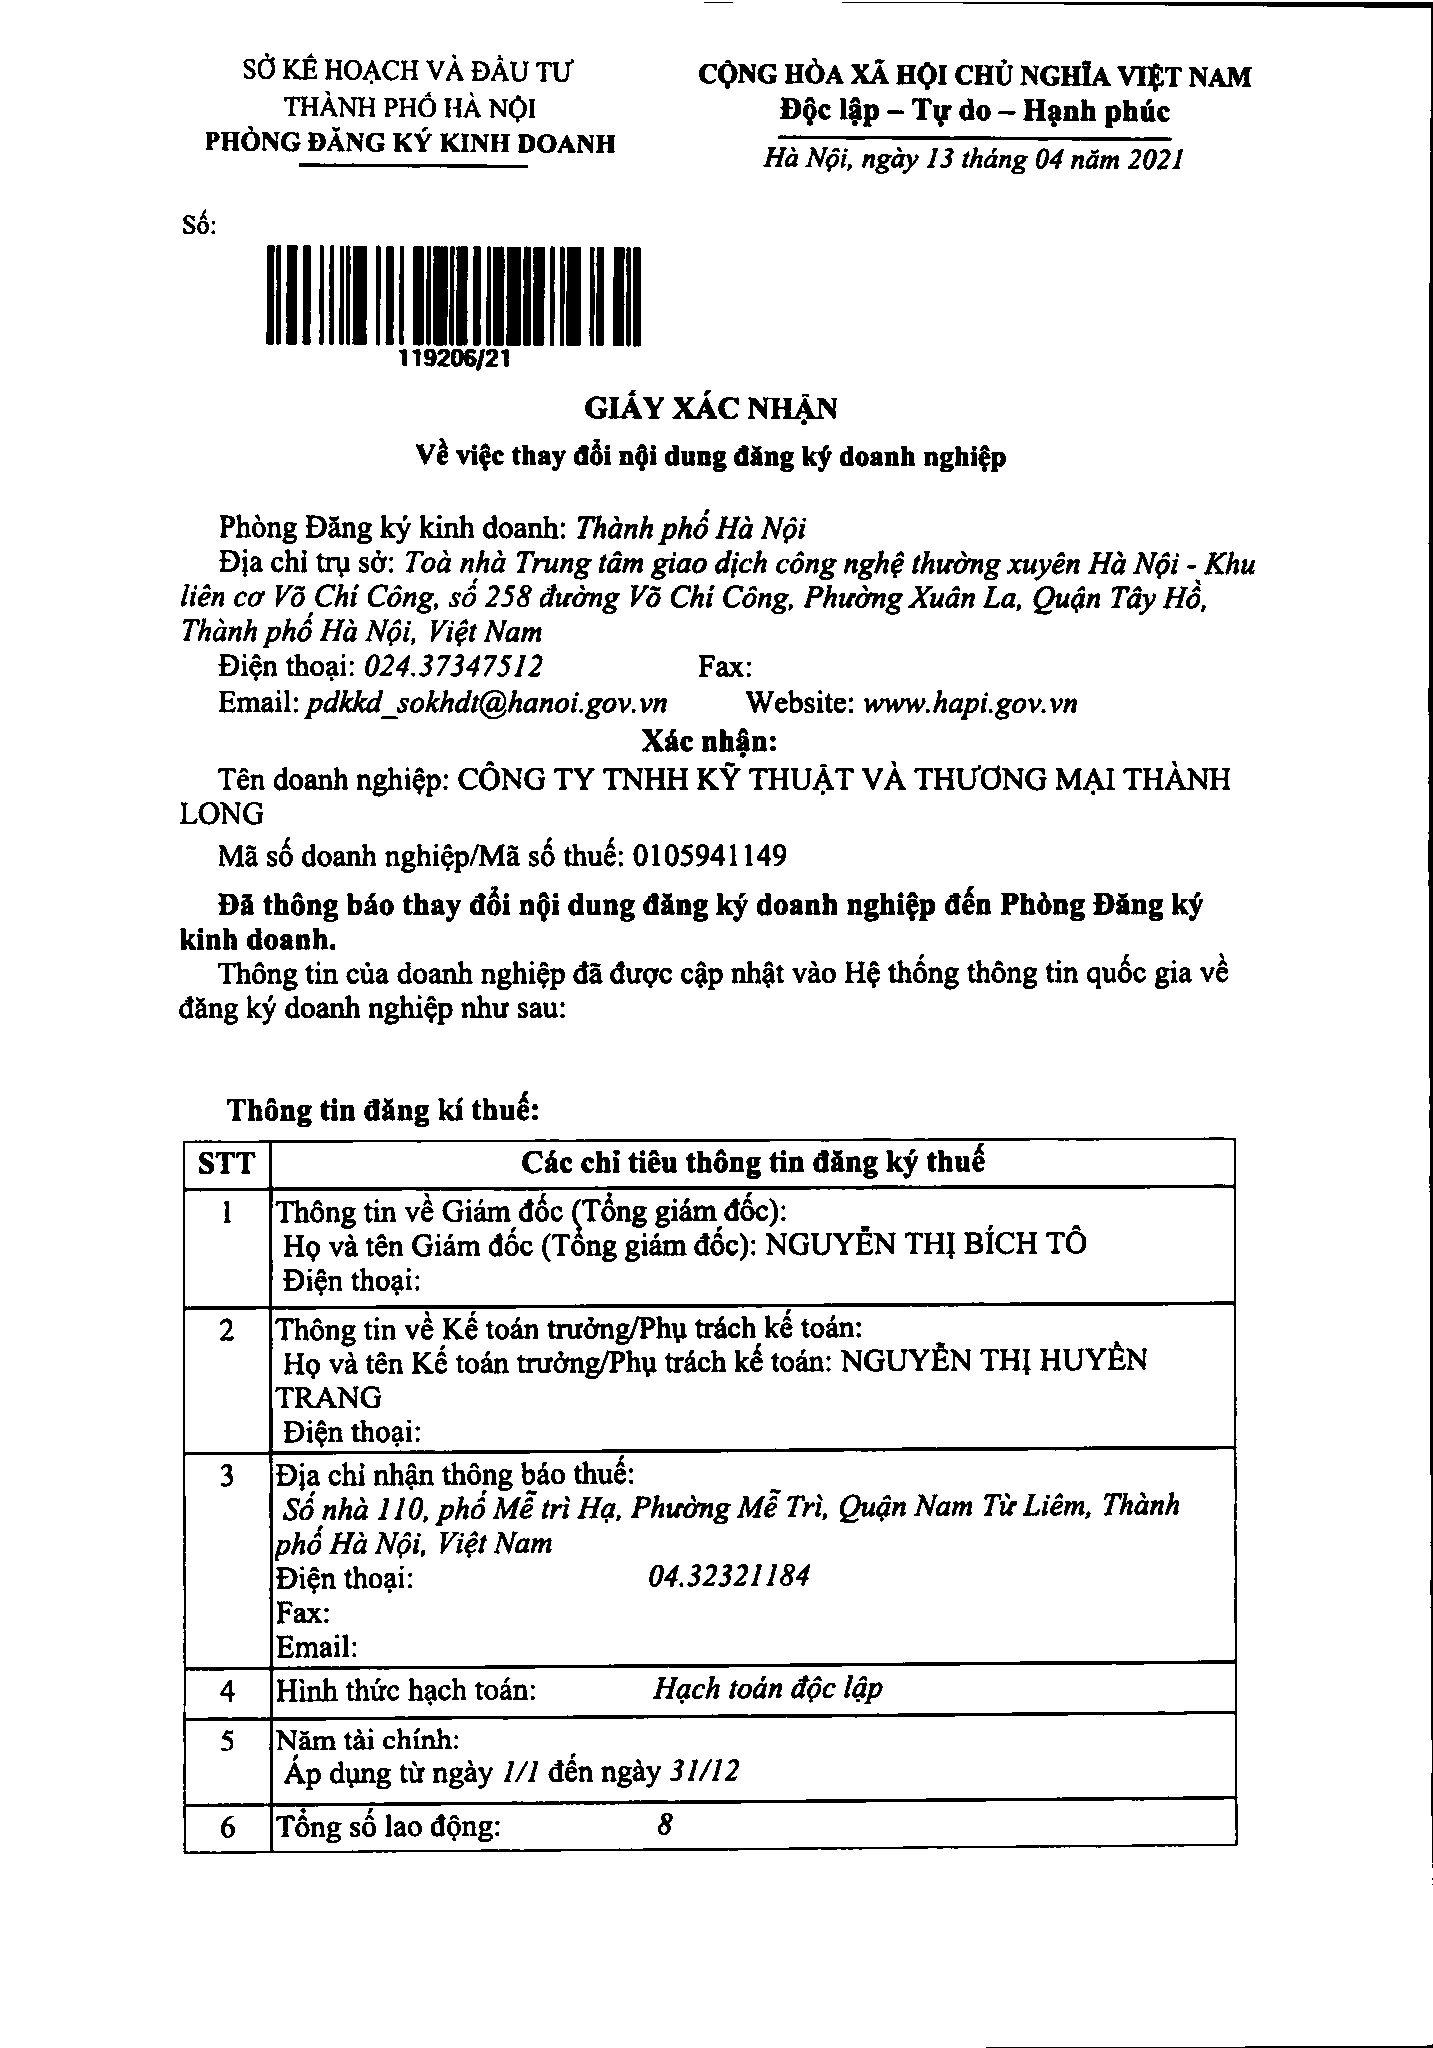 SỞ KẾ HOẠCH VÀ ĐẦU TƯ
THÀNH PHỐ HÀ NỘI
PHÒNG ĐĂNG KÝ KINH DOANH
CỘNG HÒA XÃ HỘI CHỦ NGHĨA VIỆT NAM
Độc lập – Tự do – Hạnh phúc
Hà Nội, ngày 13 tháng 04 năm 2021
Số:
119206/21
GIẤY XÁC NHẬN
Về việc thay đổi nội dung đăng ký doanh nghiệp
Phòng Đăng ký kinh doanh: Thành phố Hà Nội
Địa chỉ trụ sở: Toà nhà Trung tâm giao dịch công nghệ thường xuyên Hà Nội - Khu
liên cơ Võ Chí Công, số 258 đường Võ Chí Công, Phường Xuân La, Quận Tây Hồ,
Thành phố Hà Nội, Việt Nam
Điện thoại: 024.37347512 Fax:
Email: pdkkd_sokhdt@hanoi.gov.vn Website: www.hapi.gov.vn
Xác nhận:
Tên doanh nghiệp: CÔNG TY TNHH KỸ THUẬT VÀ THƯƠNG MẠI THÀNH
LONG
Mã số doanh nghiệp/Mã số thuế: 0105941149
Đã thông báo thay đổi nội dung đăng ký doanh nghiệp đến Phòng Đăng ký
kinh doanh.
Thông tin của doanh nghiệp đã được cập nhật vào Hệ thống thông tin quốc gia về
đăng ký doanh nghiệp như sau:
Thông tin đăng kí thuế:
STT Các chỉ tiêu thông tin đăng ký thuế
1 Thông tin về Giám đốc (Tổng giám đốc):
Họ và tên Giám đốc (Tổng giám đốc): NGUYỄN THỊ BÍCH TÔ
Điện thoại:
2 Thông tin về Kế toán trưởng/Phụ trách kế toán:
Họ và tên Kế toán trưởng/Phụ trách kế toán: NGUYỄN THỊ HUYỀN
TRANG
Điện thoại:
3 Địa chỉ nhận thông báo thuế:
Số nhà 110, phố Mễ trì Hạ, Phường Mễ Trì, Quận Nam Từ Liêm, Thành
phố Hà Nội, Việt Nam
Điện thoại: 04.32321184
Fax:
Email:
4 Hình thức hạch toán: Hạch toán độc lập
5 Năm tài chính:
Áp dụng từ ngày 1/1 đến ngày 31/12
6 Tổng số lao động: 8